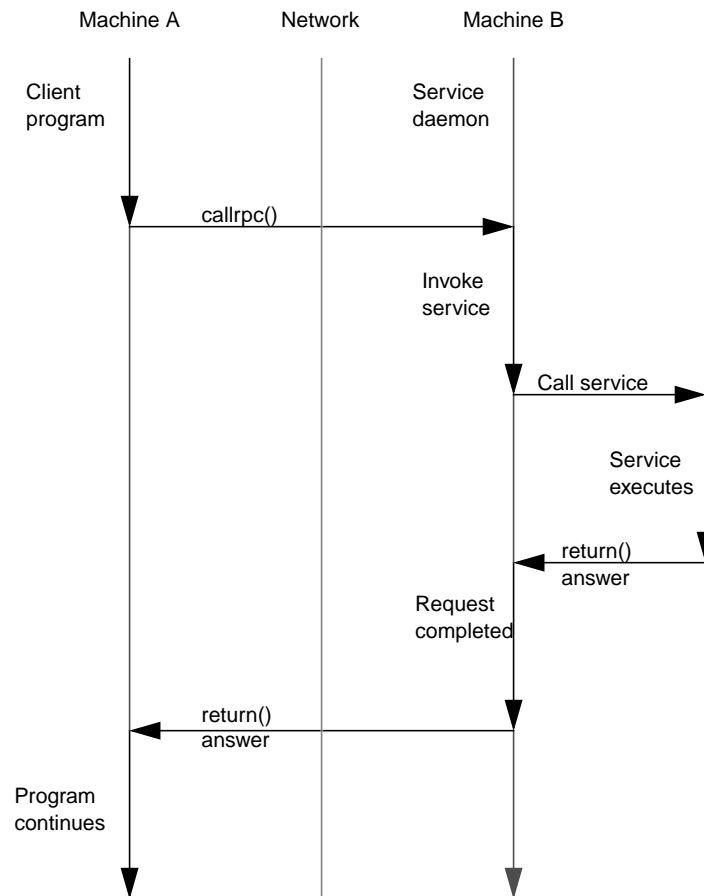 Machine A
Network
Machine B
Client
program
Service
daemon
callrpc()
Invoke
service
Call service
Service
executes
return()
answer
Request
completed
return()
answer
Program
continues